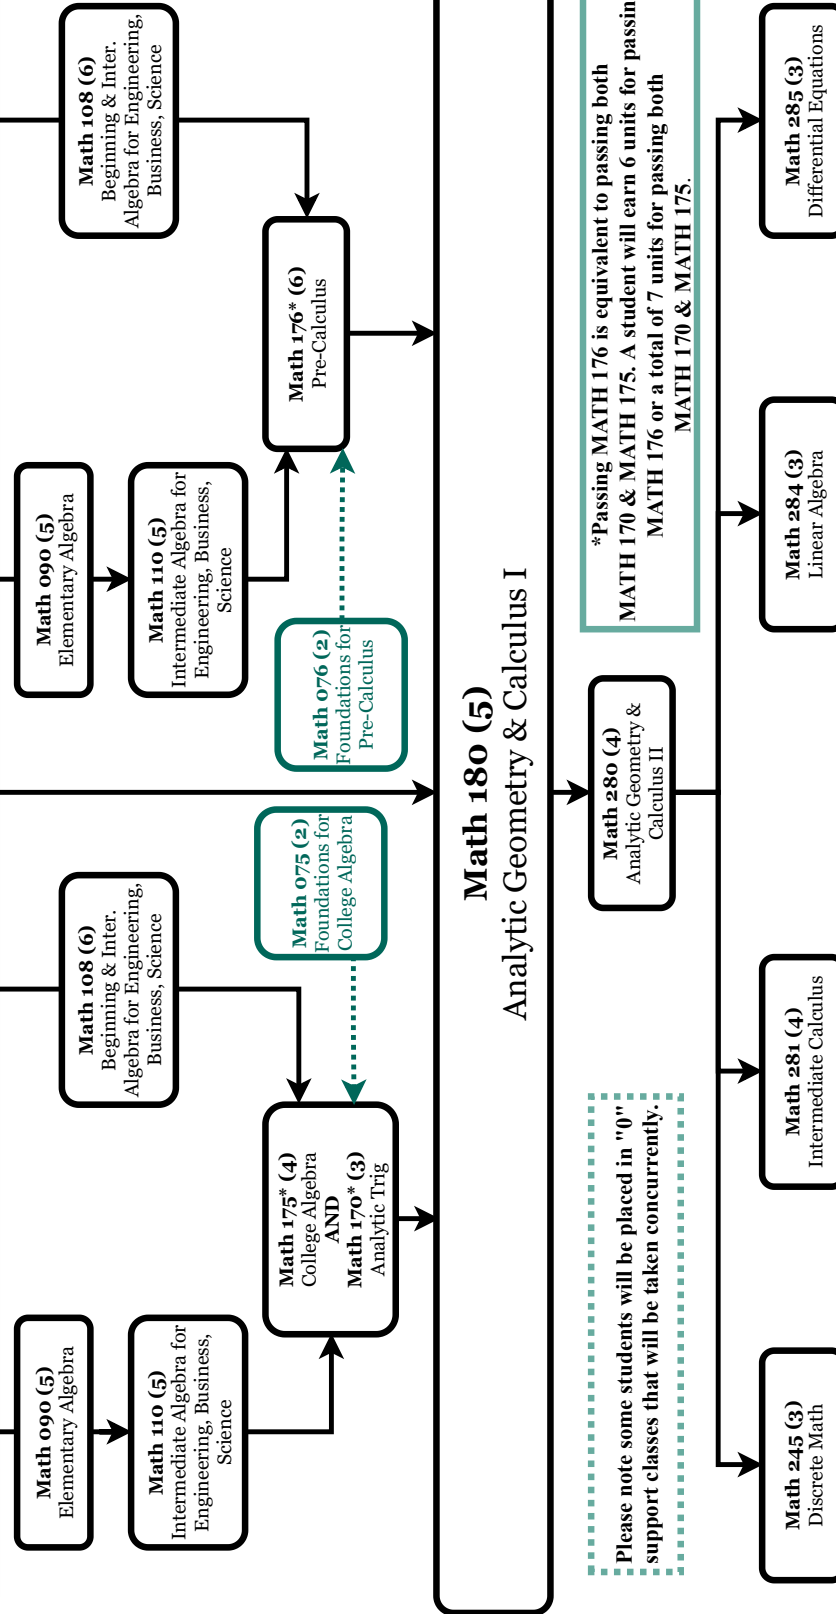 Math 090 (5)
Elementary Algebra
Math 110 (5)
Intermediate Algebra for
Engineering, Business,
Science
Math 108 (6)
Beginning & Inter.
Algebra for Engineering,
Business, Science
Math 175* (4)
College Algebra
AND
Math 170* (3)
Analytic Trig
Math 075 (2)
Foundations for
College Algebra
Math 090 (5)
Elementary Algebra
Math 110 (5)
Intermediate Algebra for
Engineering, Business,
Science
Math 108 (6)
Beginning & Inter.
Algebra for Engineering,
Business, Science
Math 076 (2)
Foundations for
Pre-Calculus
Math 176* (6)
Pre-Calculus
Math 180 (5)
Analytic Geometry & Calculus I
Please note some students will be placed in "0"
support classes that will be taken concurrently.
Math 280 (4)
Analytic Geometry &
Calculus II
*Passing MATH 176 is equivalent to passing both
MATH 170 & MATH 175. A student will earn 6 units for passin
MATH 176 or a total of 7 units for passing both
MATH 170 & MATH 175.
Math 245 (3)
Discrete Math
Math 281 (4)
Intermediate Calculus
Math 284 (3)
Linear Algebra
Math 285 (3)
Differential Equations